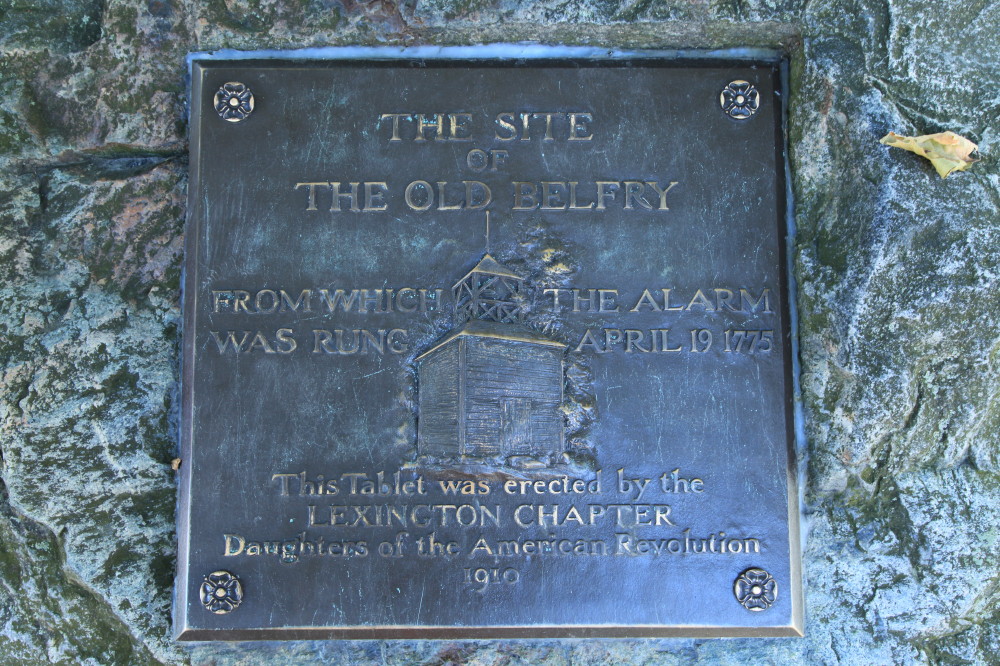 THE SITE
OF
THE OLD BELFRY
FROM WHICH THE ALARM
WAS RUNG APRIL 19 1775
This Tablet was erected by the
LEXINGTON CHAPTER
Daughters of the American Revolution
1910